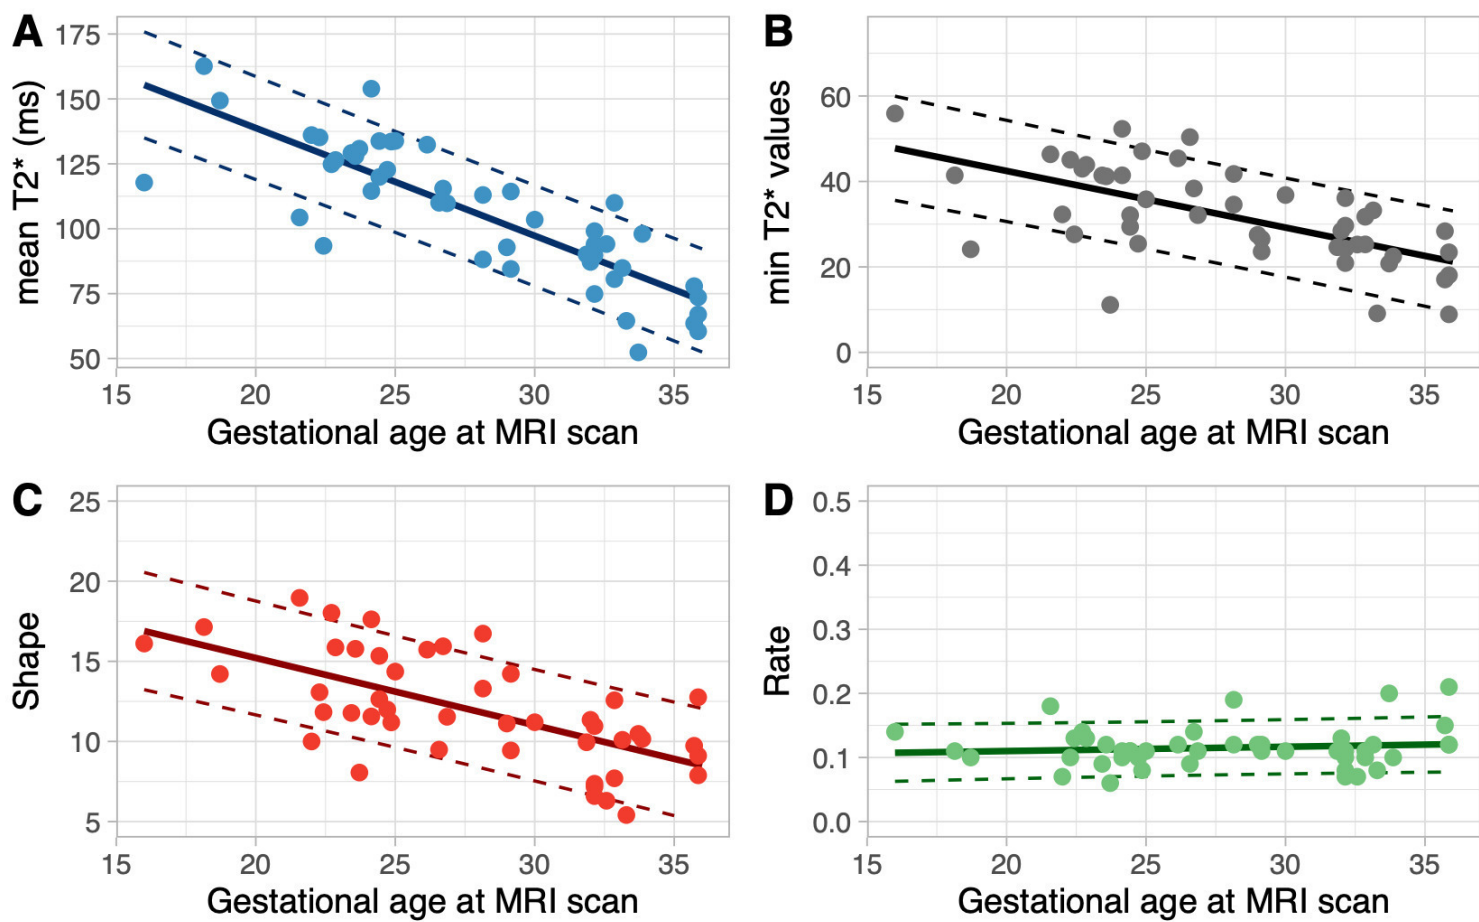 A
mean T2* (ms)
175
150
125
100
75
50
15 20 25 30 35
Gestational age at MRI scan
B
min T2* values
60
40
20
0
15 20 25 30 35
Gestational age at MRI scan
C
Shape
25
20
15
10
5
15 20 25 30 35
Gestational age at MRI scan
D
Rate
0.5
0.4
0.3
0.2
0.1
0.0
15 20 25 30 35
Gestational age at MRI scan